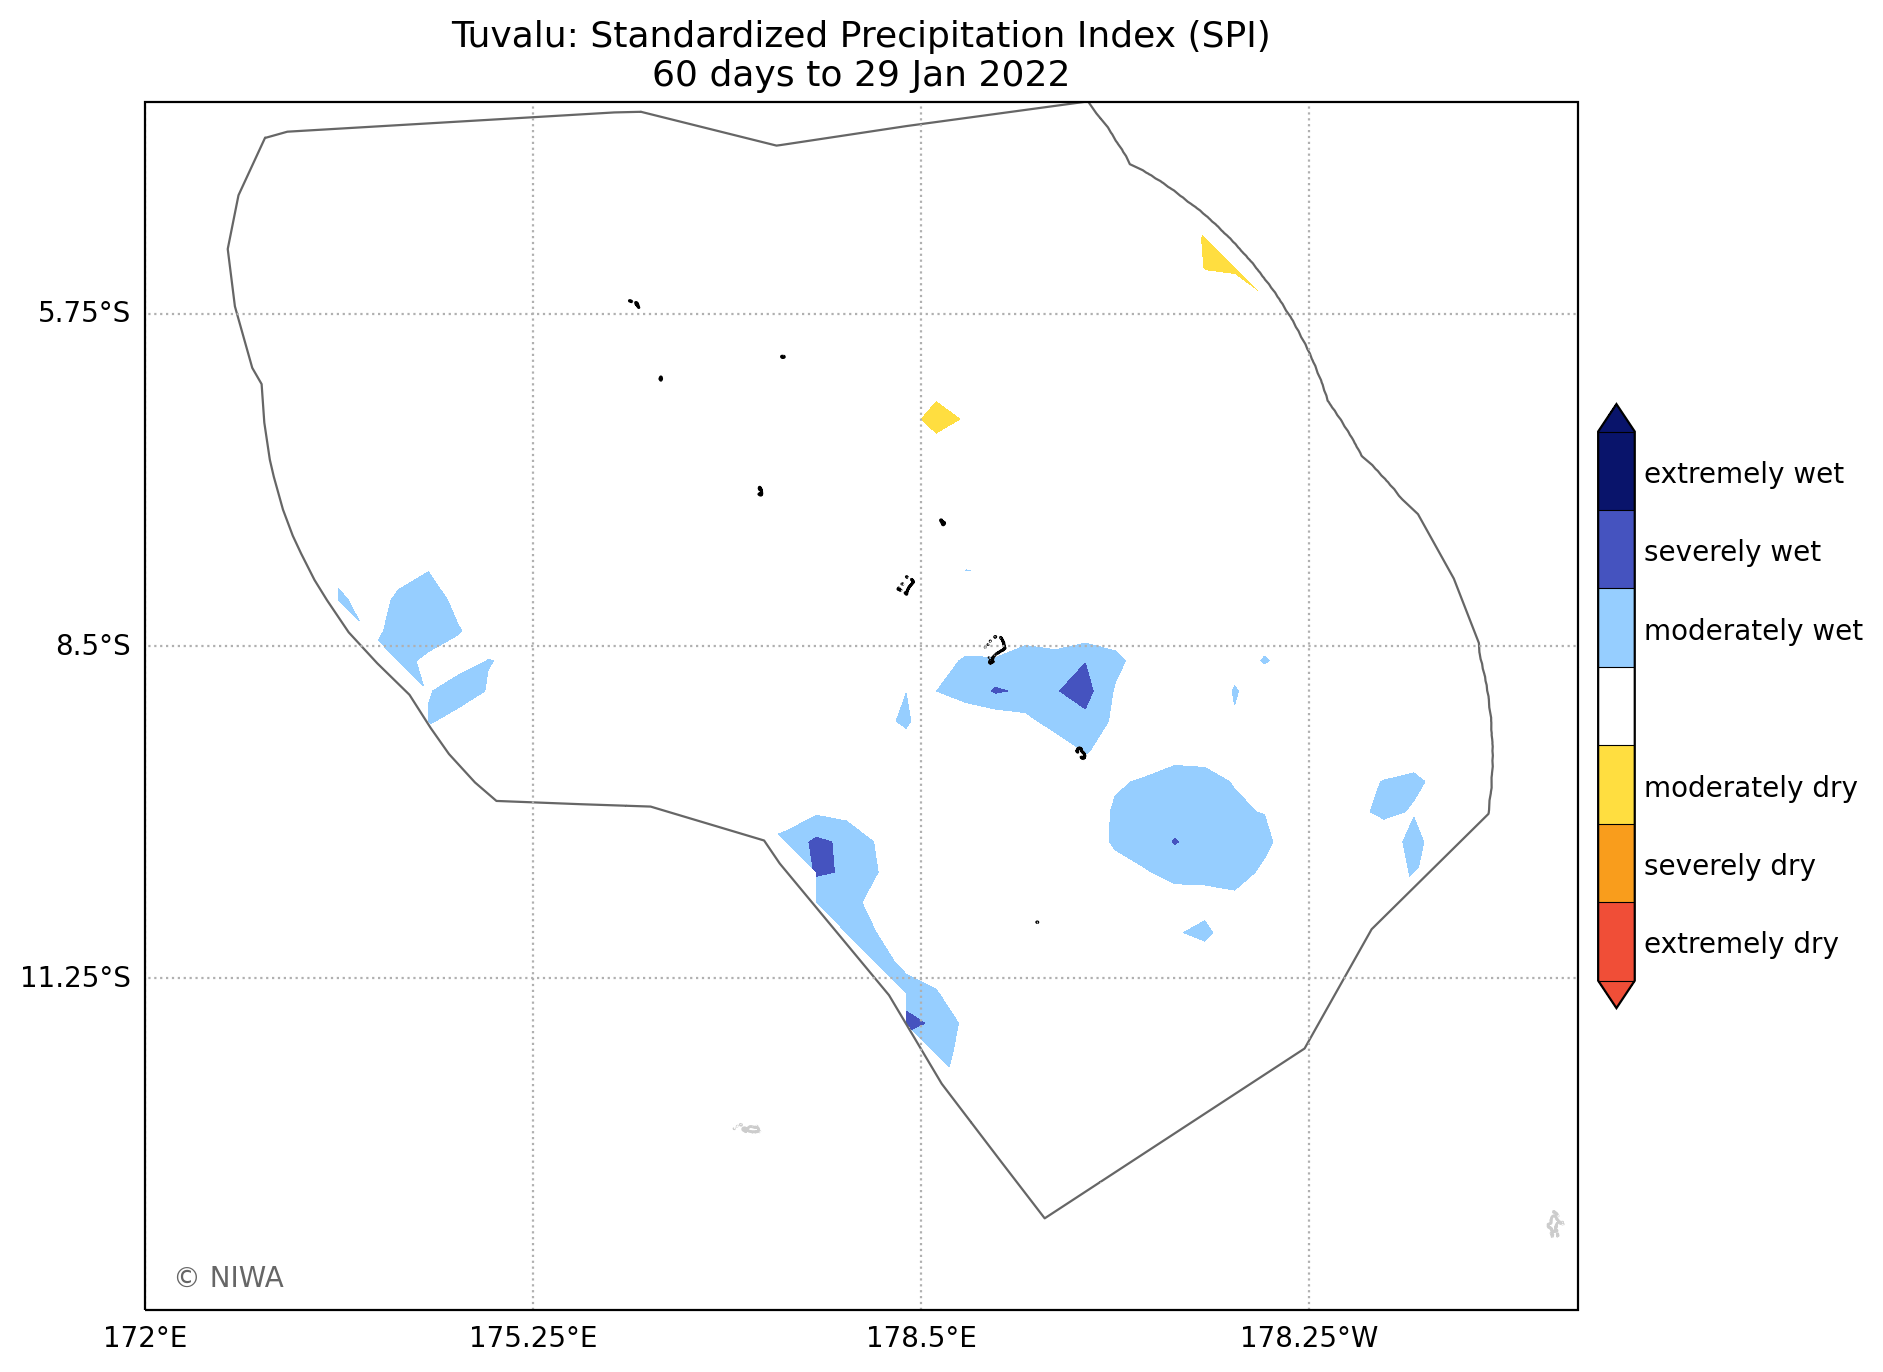 Tuvalu: Standardized Precipitation Index (SPI)
60 days to 29 Jan 2022
5.75°S
8.5°S
11.25°S
extremely wet
severely wet
moderately wet
moderately dry
severely dry
extremely dry
© NIWA
172°E
175.25°E
178.5°E
178.25°W